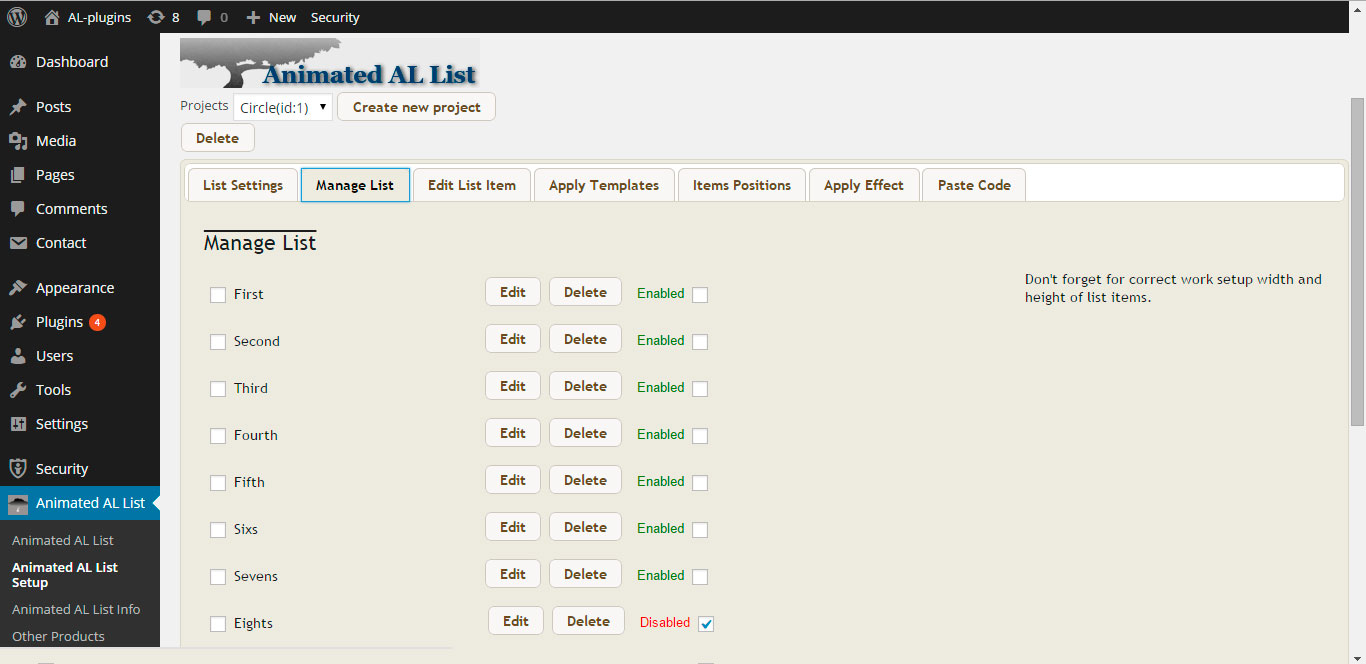 AL-plugins 8 0 New Security
Dashboard
Posts
Media
Pages
Comments
Contact
Appearance
Plugins 4
Users
Tools
Settings
Security
Animated AL List
Animated AL List
Animated AL List
Setup
Animated AL List Info
Other Products
Animated AL List
Projects Circle(id:1) Create new project
Delete
List Settings Manage List Edit List Item Apply Templates Items Positions Apply Effect Paste Code
Manage List
Don't forget for correct work setup width and
height of list items.
First Edit Delete Enabled
Second Edit Delete Enabled
Third Edit Delete Enabled
Fourth Edit Delete Enabled
Fifth Edit Delete Enabled
Sixs Edit Delete Enabled
Sevens Edit Delete Enabled
Eights Edit Delete Disabled